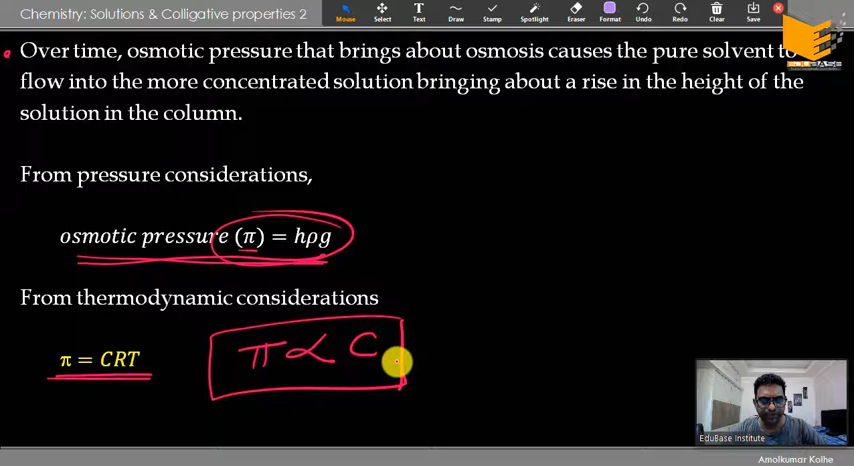 Chemistry: Solutions & Colligative properties 2
Mouse Select Text Draw Stamp Spotlight Eraser Format Undo Redo Clear Save
Over time, osmotic pressure that brings about osmosis causes the pure solvent to
flow into the more concentrated solution bringing about a rise in the height of the
solution in the column.
EDUBASE
From pressure considerations,
osmotic pressure (π) = hρg
From thermodynamic considerations
π = CRT
π ∝ C
EduBase Institute
Amolkumar Kolhe